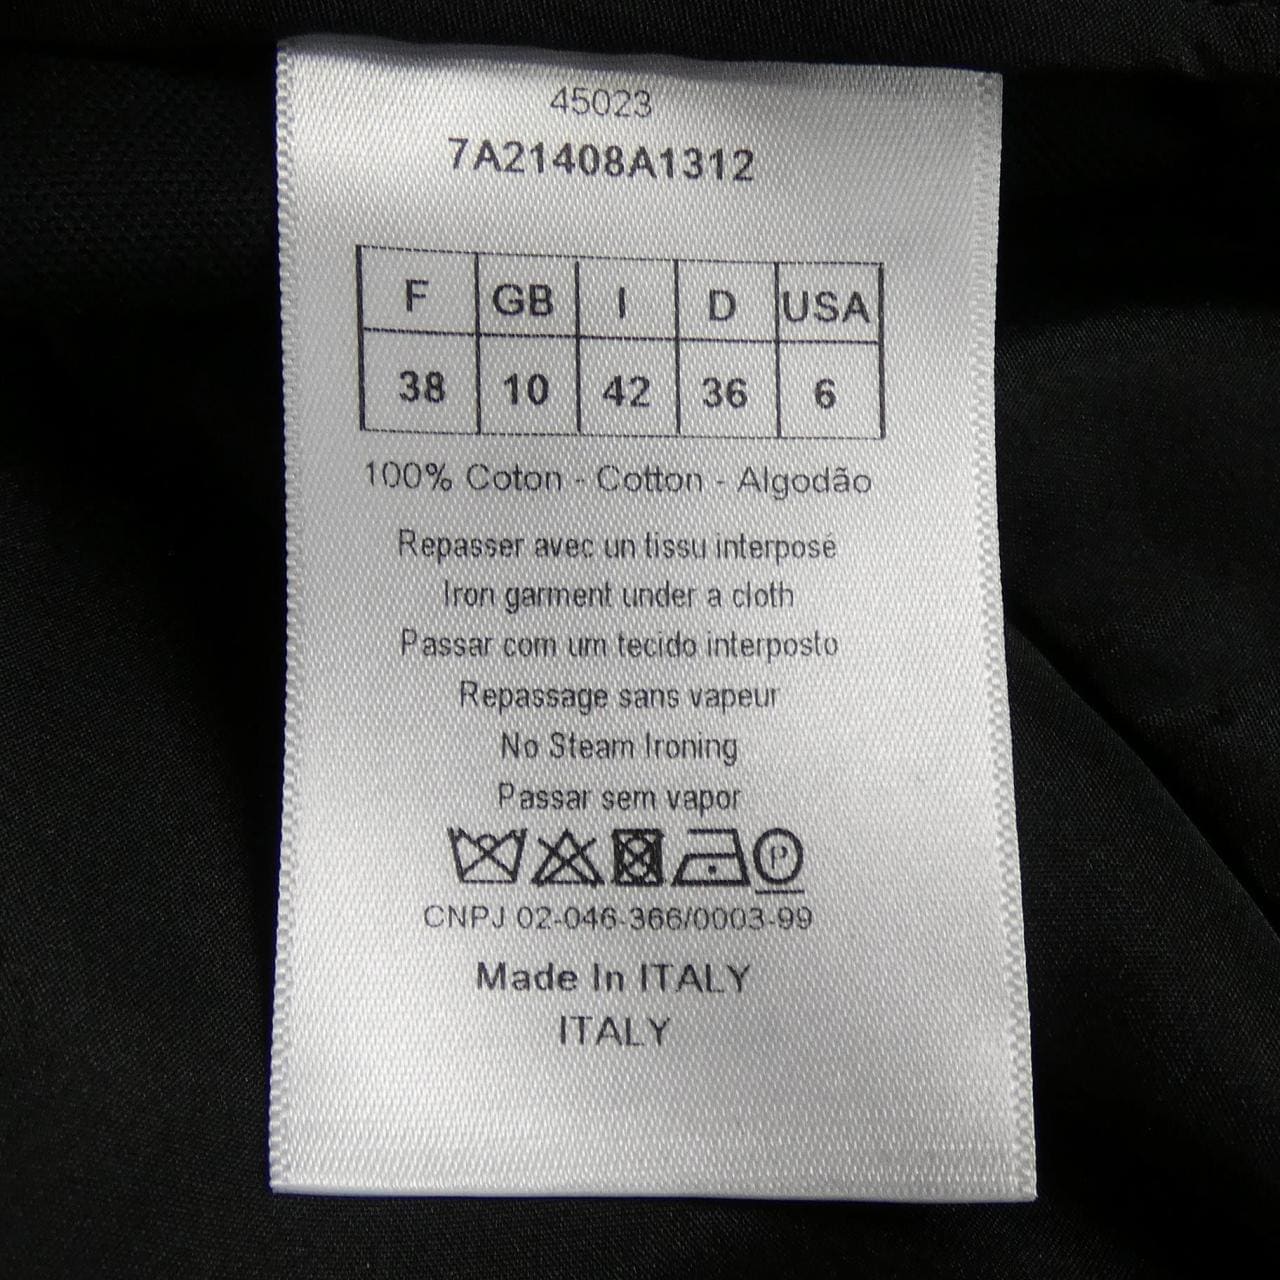 45023
7A21408A1312
F GB I D USA
38 10 42 36 6
100% Coton - Cotton - Algodão
Repasser avec un tissu interposé
Iron garment under a cloth
Passar com um tecido interposto
Repassage sans vapeur
No Steam Ironing
Passar sem vapor
P
CNPJ 02-046-366/0003-99
Made In ITALY
ITALY